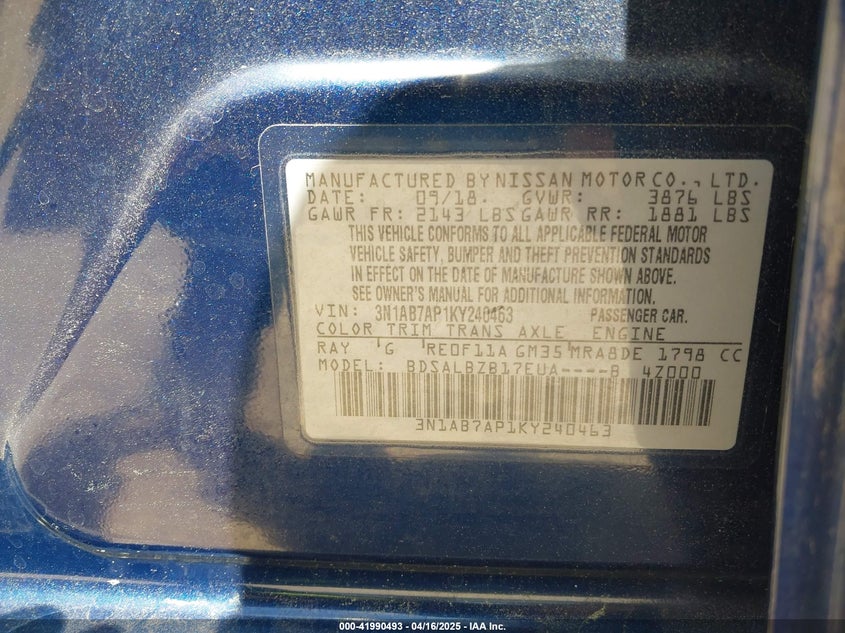 MANUFACTURED BY NISSAN MOTOR CO., LTD.
DATE: 09/18. GVWR: 3876 LBS
GAWR FR: 2143 LBS GAWR RR: 1881 LBS
THIS VEHICLE CONFORMS TO ALL APPLICABLE FEDERAL MOTOR
VEHICLE SAFETY, BUMPER AND THEFT PREVENTION STANDARDS
IN EFFECT ON THE DATE OF MANUFACTURE SHOWN ABOVE.
SEE OWNER'S MANUAL FOR ADDITIONAL INFORMATION.
VIN: 3N1AB7AP1KY240463 PASSENGER CAR.
COLOR TRIM TRANS AXLE ENGINE
RAY G RE0F11A GM35 MRA8DE 1798 CC
MODEL: BDSALBZB17EUA----B 4Z000
3N1AB7AP1KY240463
000-41990493 - 04/16/2025 - IAA Inc.